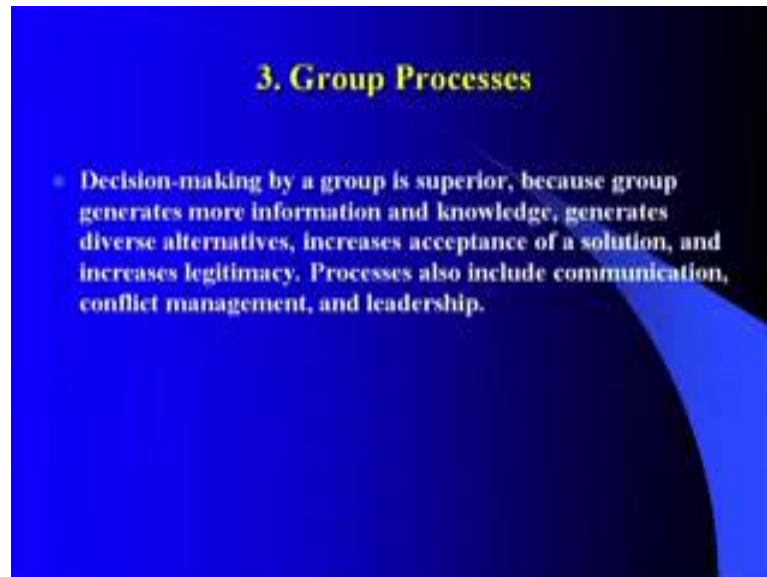 3. Group Processes
Decision-making by a group is superior, because group
generates more information and knowledge, generates
diverse alternatives, increases acceptance of a solution, and
increases legitimacy. Processes also include communication,
conflict management, and leadership.